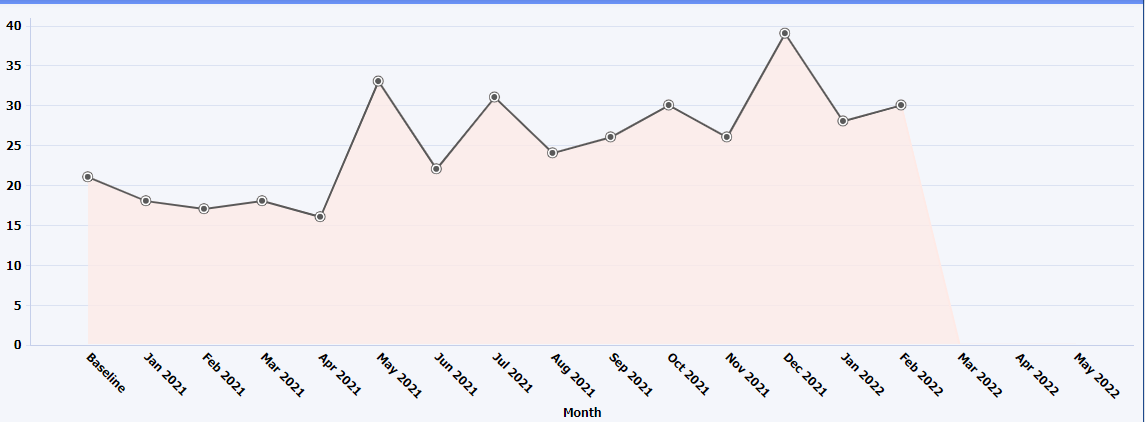 40
35
30
25
20
15
10
5
0
Baseline
Jan 2021
Feb 2021
Mar 2021
Apr 2021
May 2021
Jun 2021
Jul 2021
Aug 2021
Sep 2021
Oct 2021
Nov 2021
Dec 2021
Jan 2022
Feb 2022
Mar 2022
Apr 2022
May 2022
Month